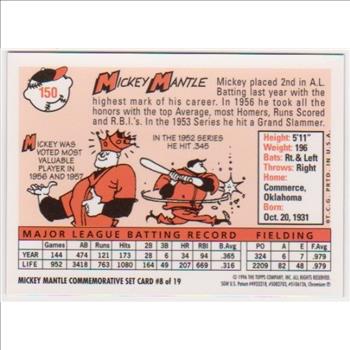 150
MICKEY MANTLE
Mickey placed 2nd in A.L.
Batting last year with the
highest mark of his career. In 1956 he took all the
honors with the top Average, most Homers, Runs Scored
and R.B.I.'s. In the 1953 Series he hit a Grand Slammer.
MICKEY WAS
VOTED MOST
VALUABLE
PLAYER IN
1956 AND 1957
IN THE 1952 SERIES
HE HIT .345
Height: 5'11"
Weight: 196
Bats: Rt. & Left
Throws: Right
Home:
Commerce,
Oklahoma
Born:
Oct. 20, 1931
©T.C.G. PRTD. IN U.S.A.
MAJOR LEAGUE BATTING RECORD FIELDING
Games AB Runs Hits 2B 3B HR RBI B.Avg PO A E F.Avg
YEAR 144 474 121 173 28 6 34 94 .365 324 6 7 .979
LIFE 952 3418 763 1080 164 207 669 .316 2209 82 48 .979
MICKEY MANTLE COMMEMORATIVE SET CARD #8 of 19
© 1996 THE TOPPS COMPANY, INC. ALL RIGHTS RESERVED.